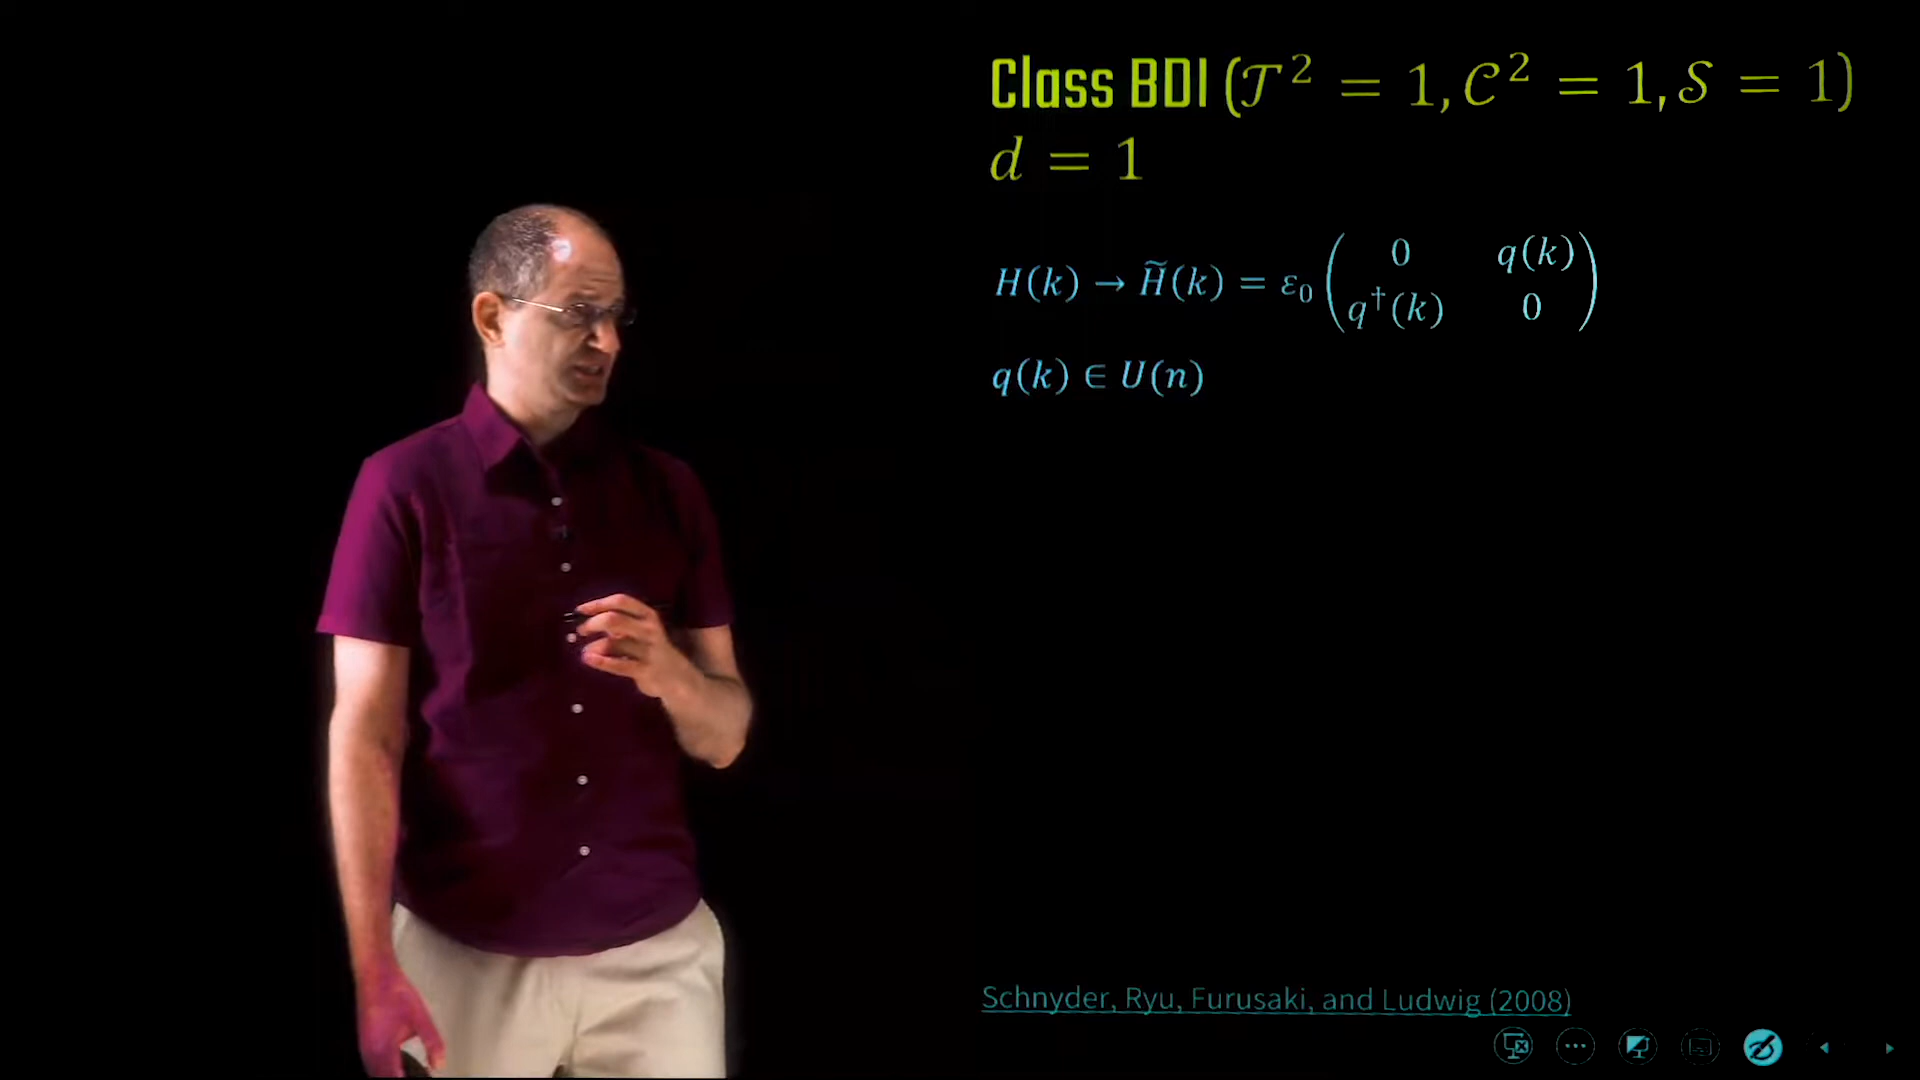 Class BDI (𝒯² = 1, 𝒞² = 1, 𝒮 = 1)
d = 1
H(k) → H̃(k) = ε₀ ( 0 q(k) )
( q†(k) 0 )
q(k) ∈ U(n)
Schnyder, Ryu, Furusaki, and Ludwig (2008)